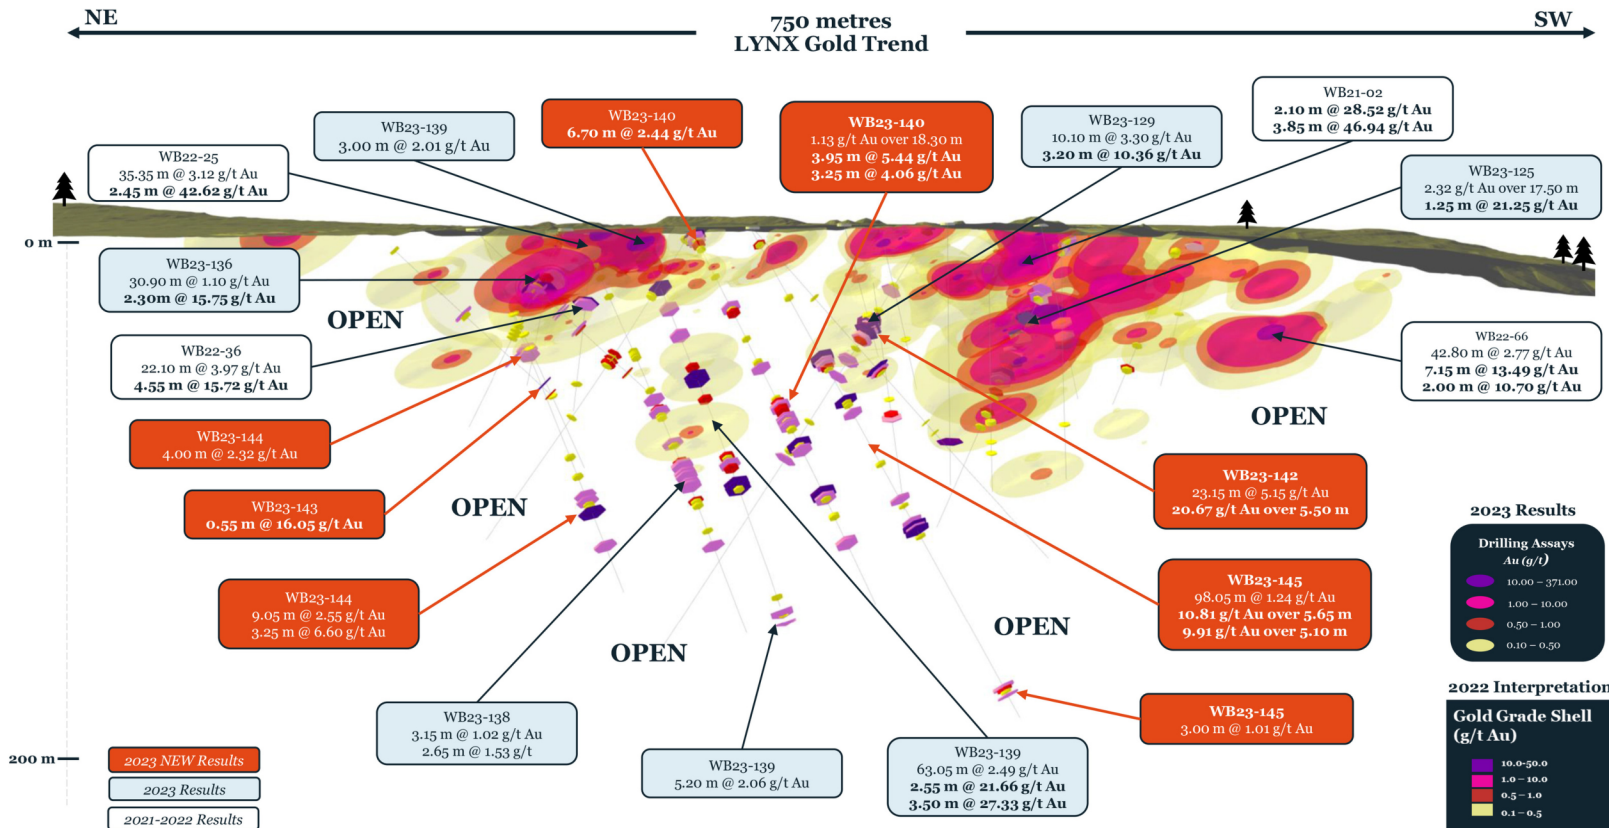 NE
750 metres
SW
LYNX Gold Trend
WB22-25
35.35 m @ 3.12 g/t Au
2.45 m @ 42.62 g/t Au
WB23-139
3.00 m @ 2.01 g/t Au
WB23-140
6.70 m @ 2.44 g/t Au
WB23-140
1.13 g/t Au over 18.30 m
3.95 m @ 5.44 g/t Au
3.25 m @ 4.06 g/t Au
WB23-129
10.10 m @ 3.30 g/t Au
3.20 m @ 10.36 g/t Au
WB21-02
2.10 m @ 28.52 g/t Au
3.85 m @ 46.94 g/t Au
WB23-125
2.32 g/t Au over 17.50 m
1.25 m @ 21.25 g/t Au
0 m
WB23-136
30.90 m @ 1.10 g/t Au
2.30m @ 15.75 g/t Au
OPEN
WB22-36
22.10 m @ 3.97 g/t Au
4.55 m @ 15.72 g/t Au
WB22-66
42.80 m @ 2.77 g/t Au
7.15 m @ 13.49 g/t Au
2.00 m @ 10.70 g/t Au
OPEN
WB23-144
4.00 m @ 2.32 g/t Au
WB23-143
0.55 m @ 16.05 g/t Au
OPEN
WB23-142
23.15 m @ 5.15 g/t Au
20.67 g/t Au over 5.50 m
WB23-144
9.05 m @ 2.55 g/t Au
3.25 m @ 6.60 g/t Au
WB23-145
98.05 m @ 1.24 g/t Au
10.81 g/t Au over 5.65 m
9.91 g/t Au over 5.10 m
OPEN
OPEN
2023 Results
Drilling Assays
Au (g/t)
10.00 – 371.00
1.00 – 10.00
0.50 – 1.00
0.10 – 0.50
WB23-138
3.15 m @ 1.02 g/t Au
2.65 m @ 1.53 g/t
WB23-139
5.20 m @ 2.06 g/t Au
WB23-139
63.05 m @ 2.49 g/t Au
2.55 m @ 21.66 g/t Au
3.50 m @ 27.33 g/t Au
WB23-145
3.00 m @ 1.01 g/t Au
2022 Interpretation
Gold Grade Shell
(g/t Au)
10.0-50.0
1.0 – 10.0
0.5 – 1.0
0.1 – 0.5
200 m
2023 NEW Results
2023 Results
2021-2022 Results